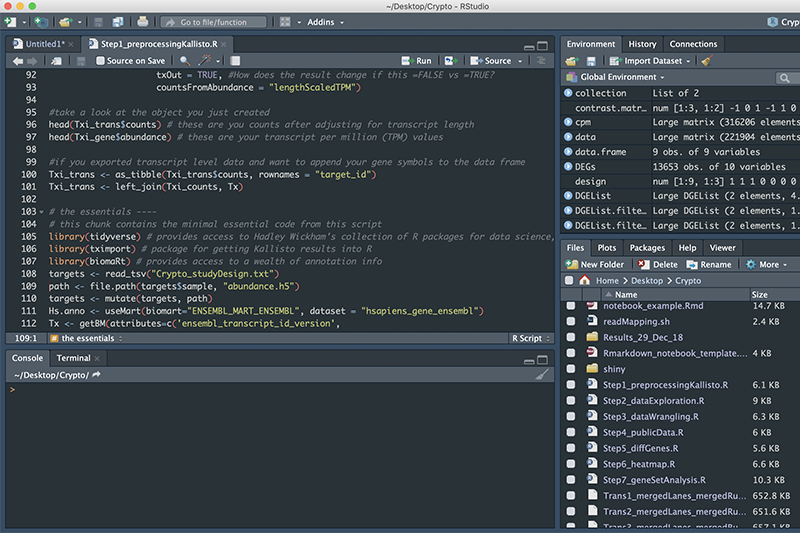 ~/Desktop/Crypto - RStudio
Go to file/function
Addins
Untitled1*
Step1_preprocessingKallisto.R
Source on Save
Run
Source
92 txOut = TRUE, #How does the result change if this =FALSE vs =TRUE?
93 countsFromAbundance = "lengthScaledTPM")
94
95 #take a look at the object you just created
96 head(Txi_trans$counts) # these are you counts after adjusting for transcript length
97 head(Txi_gene$abundance) # these are your transcript per million (TPM) values
98
99 #if you exported transcript level data and want to append your gene symbols to the data frame
100 Txi_trans <- as_tibble(Txi_trans$counts, rownames = "target_id")
101 Txi_trans <- left_join(Txi_counts, Tx)
102
103 # the essentials ----
104 # this chunk contains the minimal essential code from this script
105 library(tidyverse) # provides access to Hadley Wickham's collection of R packages for data science,
106 library(tximport) # package for getting Kallisto results into R
107 library(biomaRt) # provides access to a wealth of annotation info
108 targets <- read_tsv("Crypto_studyDesign.txt")
109 path <- file.path(targets$sample, "abundance.h5")
110 targets <- mutate(targets, path)
111 Hs.anno <- useMart(biomart="ENSEMBL_MART_ENSEMBL", dataset = "hsapiens_gene_ensembl")
112 Tx <- getBM(attributes=c('ensembl_transcript_id_version',
109:1 # the essentials R Script
Console Terminal
~/Desktop/Crypto/
>
Environment History Connections
Import Dataset
Global Environment
collection List of 2
contrast.matr… num [1:3, 1:2] -1 0 1 -1 1 0
cpm Large matrix (316206 elements
data Large matrix (221904 elements
data.frame 9 obs. of 9 variables
DEGs 13653 obs. of 10 variables
design num [1:9, 1:3] 1 1 1 0 0 0 0
DGEList Large DGEList (2 elements, 4.
DGEList.filte… Large DGEList (2 elements, 1.
DGEList.filte… Large DGEList (2 elements, 1.
Files Plots Packages Help Viewer
New Folder Delete Rename More
Home Desktop Crypto
Name Size
notebook_example.Rmd 14.7 KB
readMapping.sh 2.4 KB
Results_29_Dec_18
Rmarkdown_notebook_template.... 4 KB
shiny
Step1_preprocessingKallisto.R 6.1 KB
Step2_dataExploration.R 9 KB
Step3_dataWrangling.R 6.3 KB
Step4_publicData.R 6 KB
Step5_diffGenes.R 5.6 KB
Step6_heatmap.R 6.6 KB
Step7_geneSetAnalysis.R 10.3 KB
Trans1_mergedLanes_mergedRu... 652.8 KB
Trans2_mergedLanes_mergedRu... 651.6 KB
Trans3_mergedLanes_mergedRu... 657.1 KB